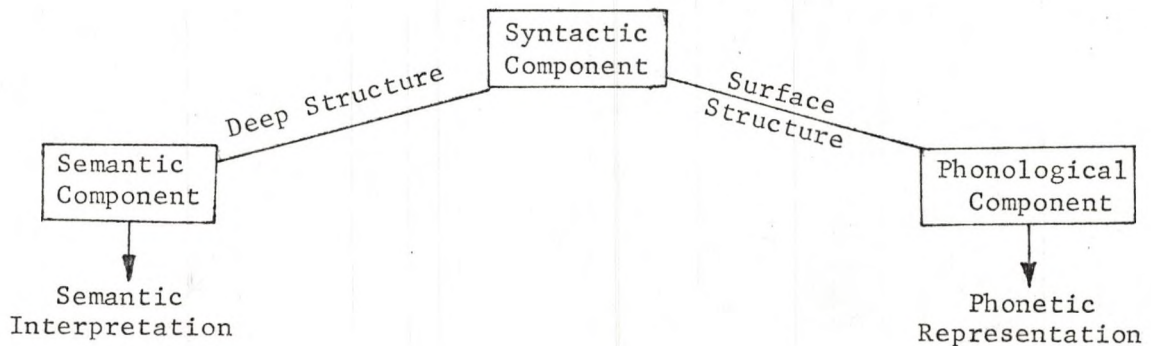 Syntactic
Component
Deep Structure
Surface
Structure
Semantic
Component
Phonological
Component
Semantic
Interpretation
Phonetic
Representation